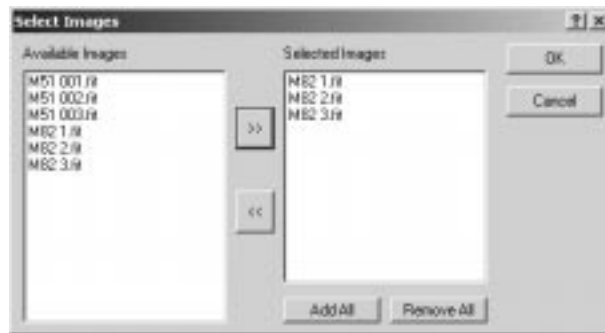 Select Images
? ×
Available Images
M51 001.fit
M51 002.fit
M51 003.fit
M82 1.fit
M82 2.fit
M82 3.fit
>>
<<
Selected Images
M82 1.fit
M82 2.fit
M82 3.fit
Add All
Remove All
OK
Cancel